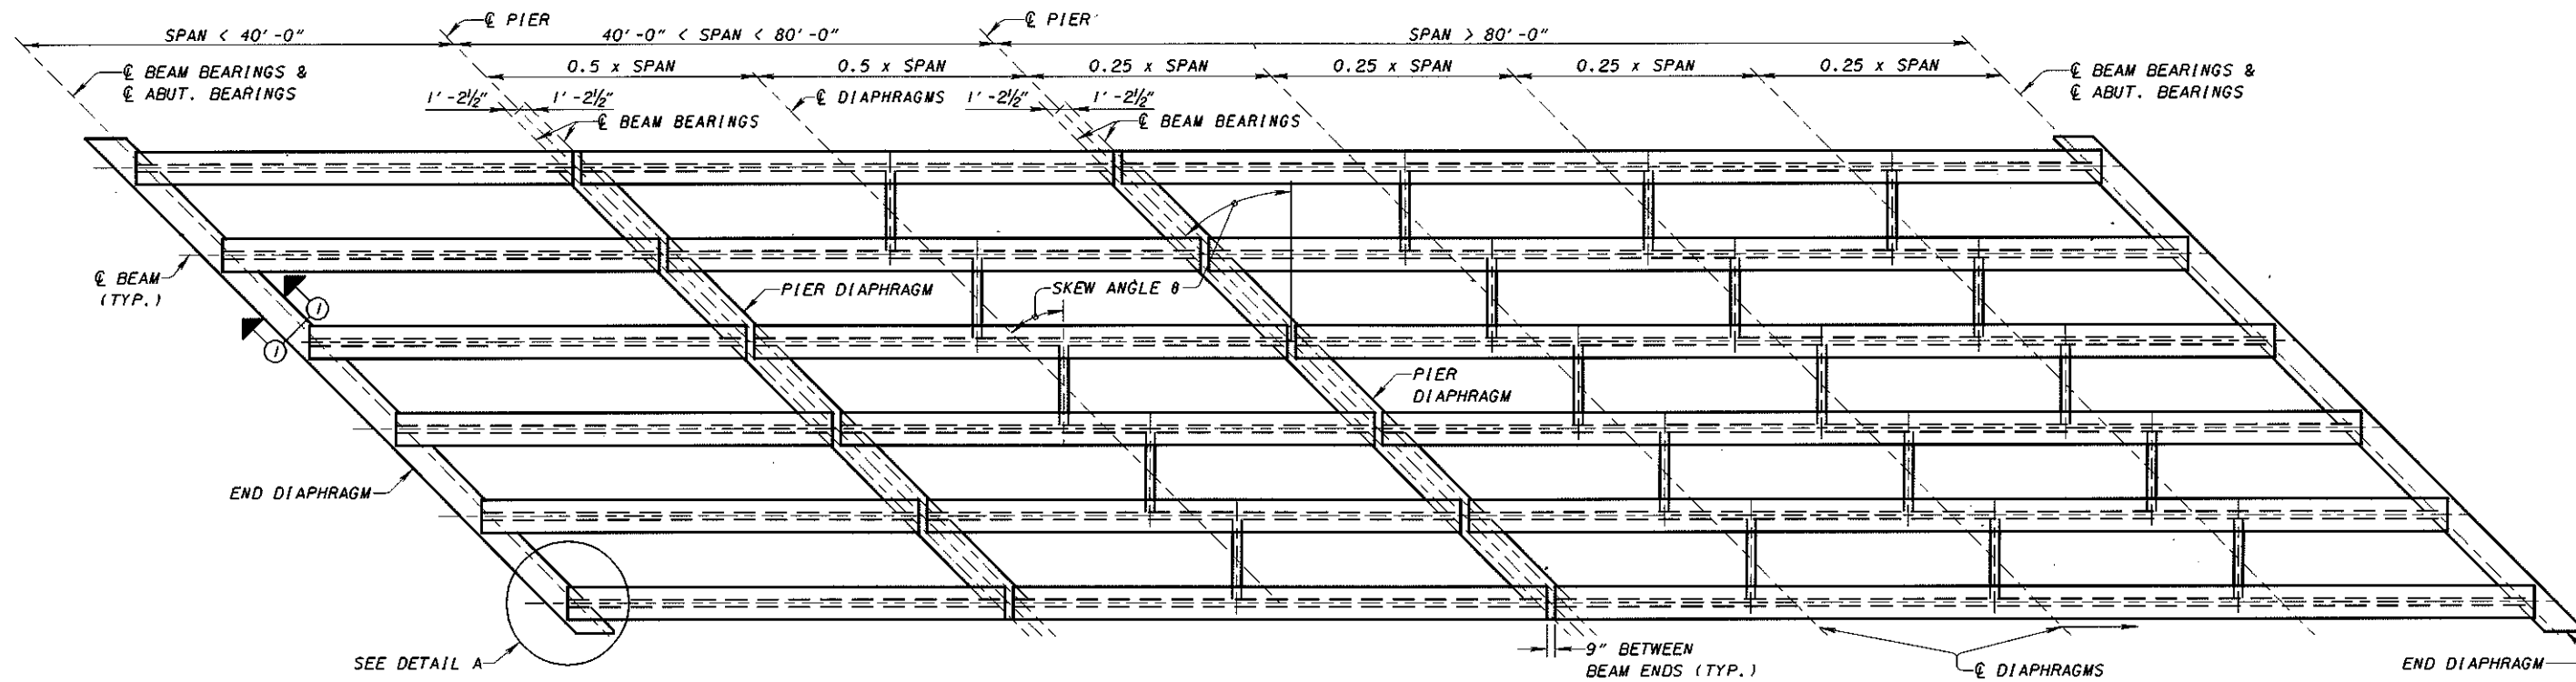 ℄ PIER
℄ PIER
SPAN < 40'-0"
40'-0" < SPAN < 80'-0"
SPAN > 80'-0"
0.5 x SPAN
0.5 x SPAN
0.25 x SPAN
0.25 x SPAN
0.25 x SPAN
0.25 x SPAN
℄ BEAM BEARINGS &
℄ ABUT. BEARINGS
℄ BEAM BEARINGS &
℄ ABUT. BEARINGS
1'-2½"
1'-2½"
℄ DIAPHRAGMS
1'-2½"
1'-2½"
℄ BEAM BEARINGS
℄ BEAM BEARINGS
℄ BEAM
(TYP.)
1
1
PIER DIAPHRAGM
SKEW ANGLE θ
PIER
DIAPHRAGM
END DIAPHRAGM
SEE DETAIL A
9" BETWEEN
BEAM ENDS (TYP.)
℄ DIAPHRAGMS
END DIAPHRAGM